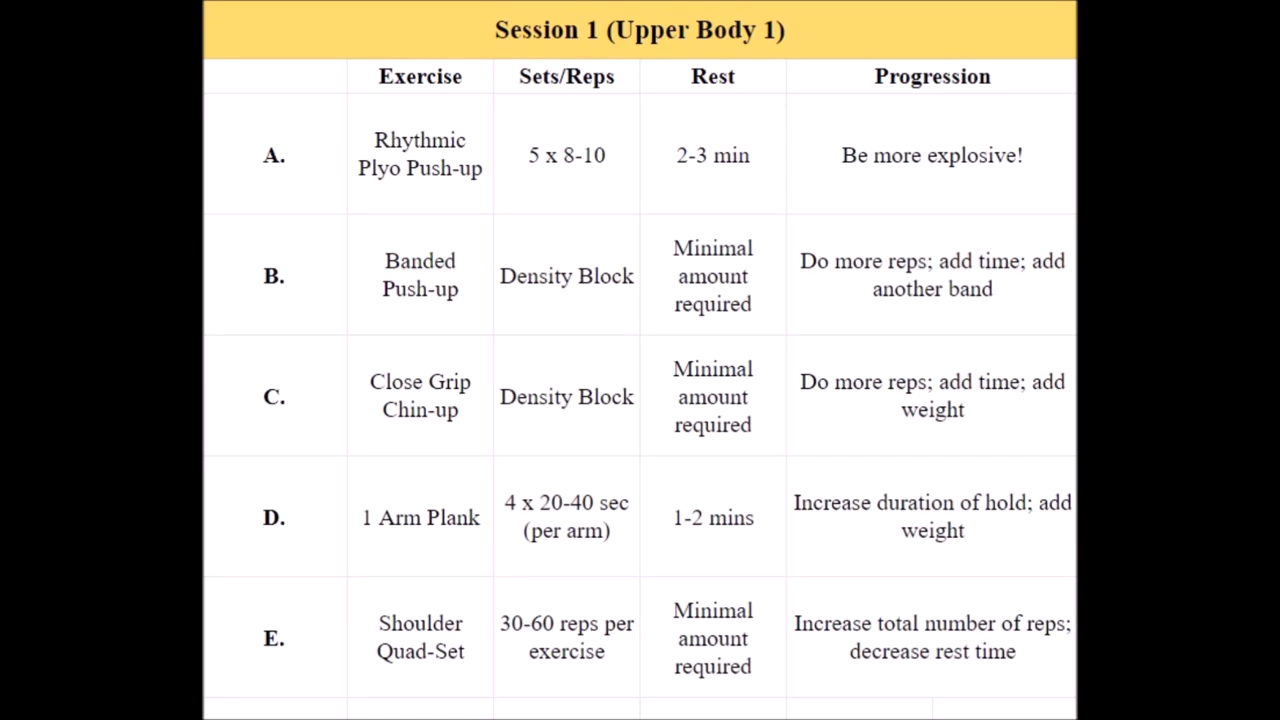 Session 1 (Upper Body 1)
Exercise Sets/Reps Rest Progression
A.
Rhythmic
Plyo Push-up
5 x 8-10
2-3 min
Be more explosive!
B.
Banded
Push-up
Density Block
Minimal
amount
required
Do more reps; add time; add
another band
C.
Close Grip
Chin-up
Density Block
Minimal
amount
required
Do more reps; add time; add
weight
D.
1 Arm Plank
4 x 20-40 sec
(per arm)
1-2 mins
Increase duration of hold; add
weight
E.
Shoulder
Quad-Set
30-60 reps per
exercise
Minimal
amount
required
Increase total number of reps;
decrease rest time